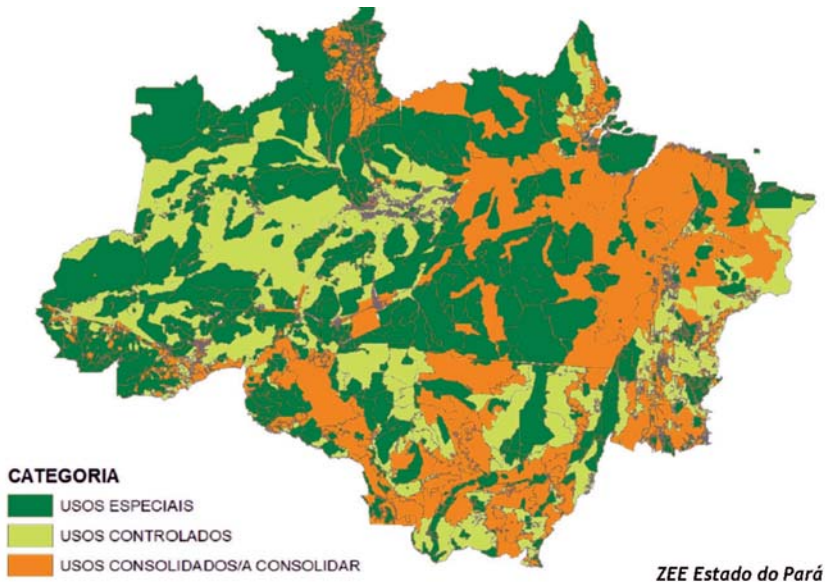 CATEGORIA
USOS ESPECIAIS
USOS CONTROLADOS
USOS CONSOLIDADOS/A CONSOLIDAR
ZEE Estado do Pará